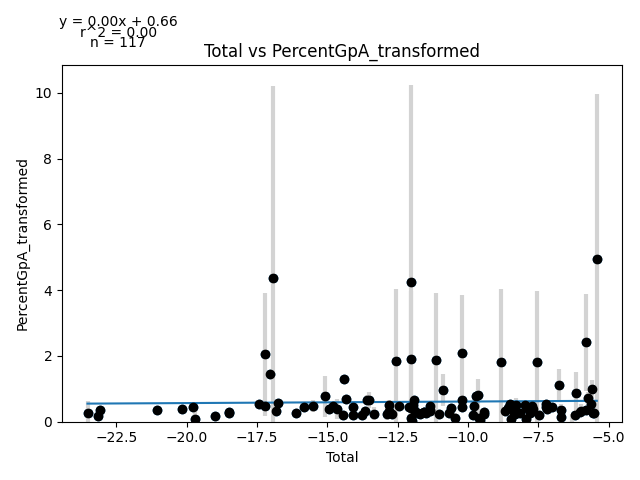 y = 0.00x + 0.66
r^2 = 0.00
n = 117
Total vs PercentGpA_transformed
PercentGpA_transformed
10
8
6
4
2
0
−22.5 −20.0 −17.5 −15.0 −12.5 −10.0 −7.5 −5.0
Total